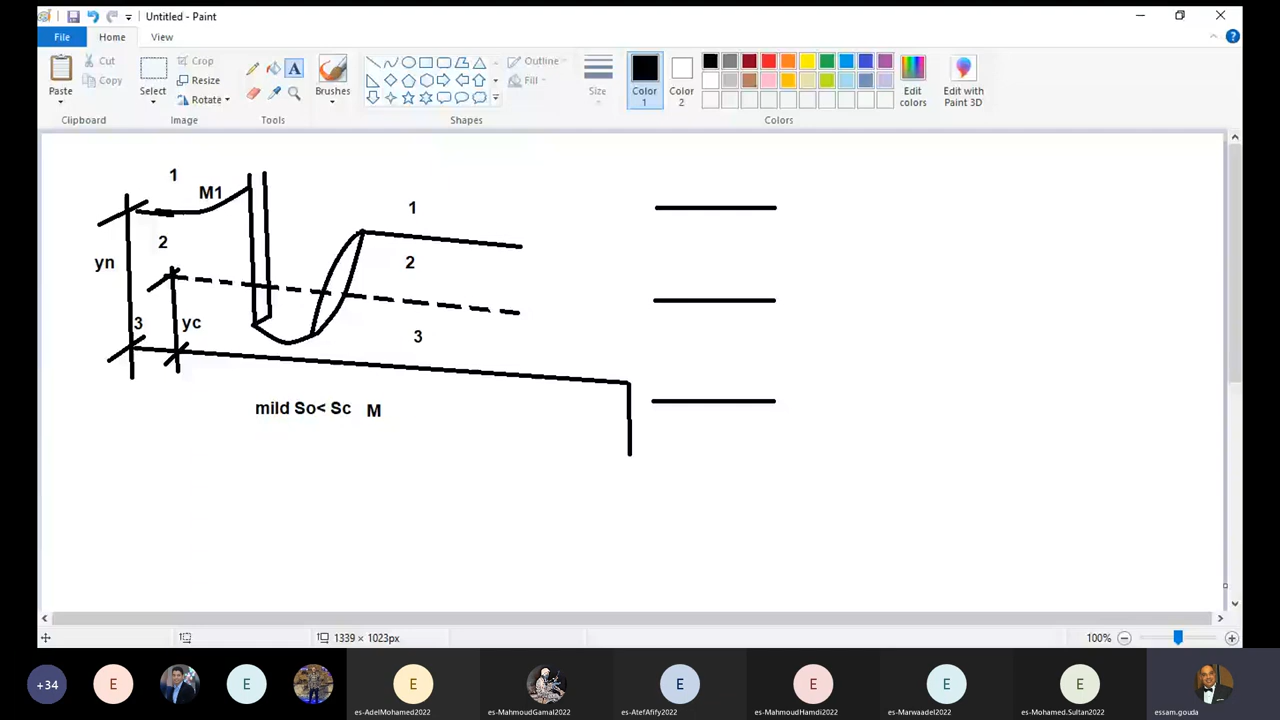 Untitled - Paint
File Home View
Paste
Cut
Copy
Clipboard
Select
Crop
Resize
Rotate
Image
A
Tools
Brushes
Outline
Fill
Shapes
Size
Color 1
Color 2
Edit colors
Edit with Paint 3D
Colors
1
M1
1
2
yn
2
3
yc
3
mild So< Sc M
1339 × 1023px
100%
+34
E
E
E
E
E
E
E
es-AdelMohamed2022
es-MahmoudGamal2022
es-AtefAfify2022
es-MahmoudHamdi2022
es-Marwaadel2022
es-Mohamed.Sultan2022
essam.gouda